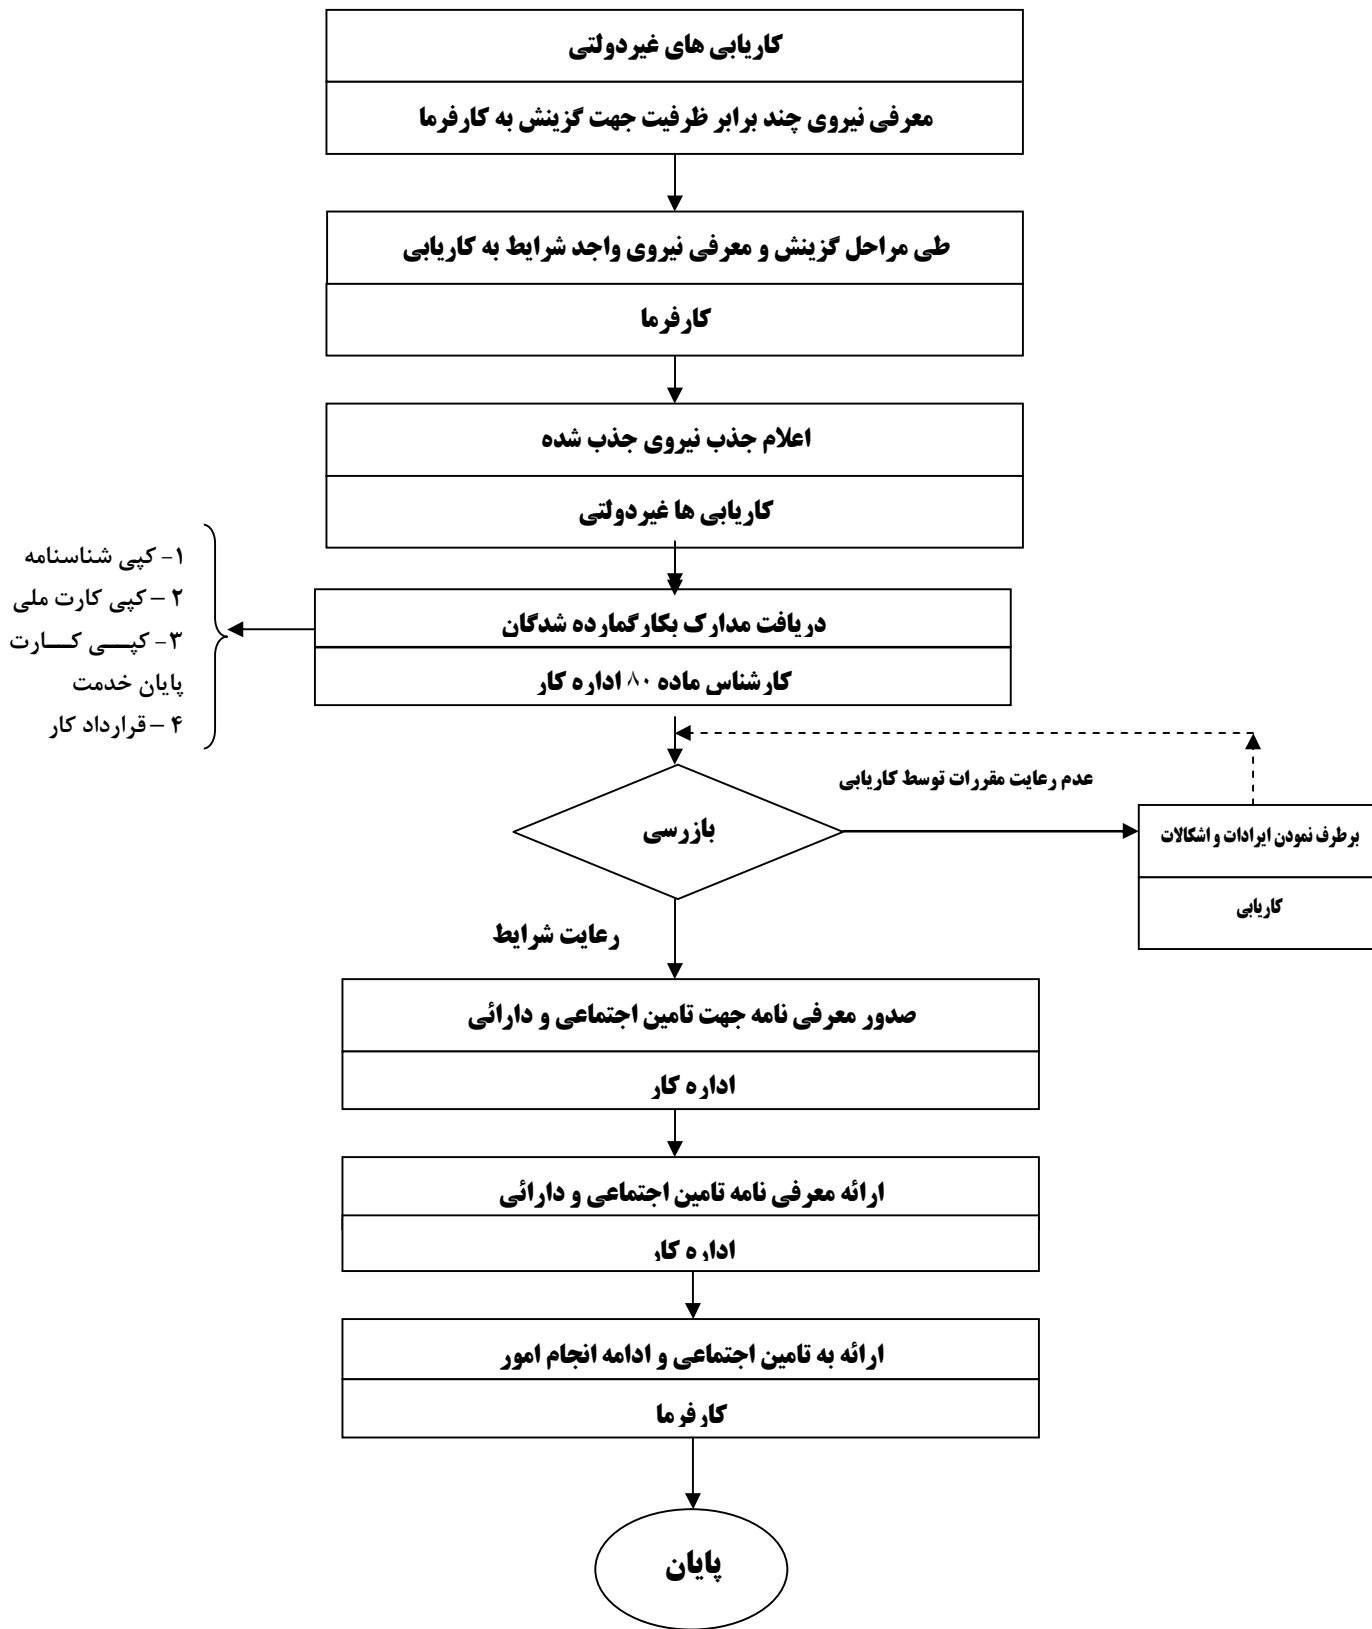 کاریابی های غیردولتی
معرفی نیروی چند برابر ظرفیت جهت گزینش به کارفرما
طی مراحل گزینش و معرفی نیروی واجد شرایط به کاریابی
کارفرما
اعلام جذب نیروی جذب شده
کاریابی ها غیردولتی
دریافت مدارک بکارگمارده شدگان
کارشناس ماده ۸۰ اداره کار
۱- کپی شناسنامه
۲ – کپی کارت ملی
۳- کپـــی کـــارت
پایان خدمت
۴ – قرارداد کار
بازرسی
عدم رعایت مقررات توسط کاریابی
برطرف نمودن ایرادات و اشکالات
کاریابی
رعایت شرایط
صدور معرفی نامه جهت تامین اجتماعی و دارائی
اداره کار
ارائه معرفی نامه تامین اجتماعی و دارائی
اداره کار
ارائه به تامین اجتماعی و ادامه انجام امور
کارفرما
پایان